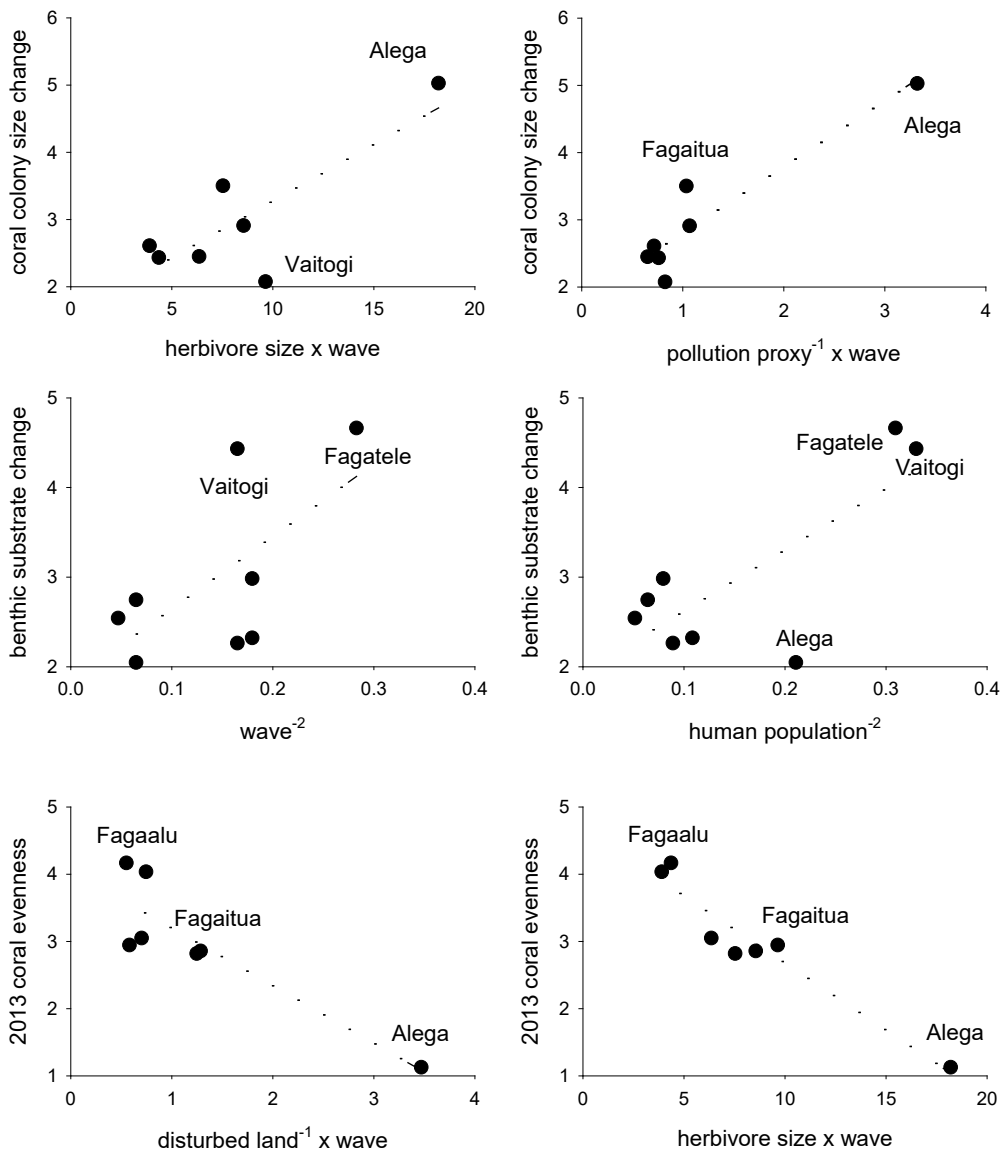 coral colony size change
6
5
4
3
2
0
5
10
15
20
Alega
Vaitogi
herbivore size x wave
coral colony size change
6
5
4
3
2
0
1
2
3
4
Alega
Fagaitua
pollution proxy⁻¹ x wave
benthic substrate change
5
4
3
2
0.0
0.1
0.2
0.3
0.4
Vaitogi
Fagatele
wave⁻²
benthic substrate change
5
4
3
2
0.0
0.1
0.2
0.3
0.4
Fagatele
Vaitogi
Alega
human population⁻²
2013 coral evenness
5
4
3
2
1
0
1
2
3
4
Fagaalu
Fagaitua
Alega
disturbed land⁻¹ x wave
2013 coral evenness
5
4
3
2
1
0
5
10
15
20
Fagaalu
Fagaitua
Alega
herbivore size x wave